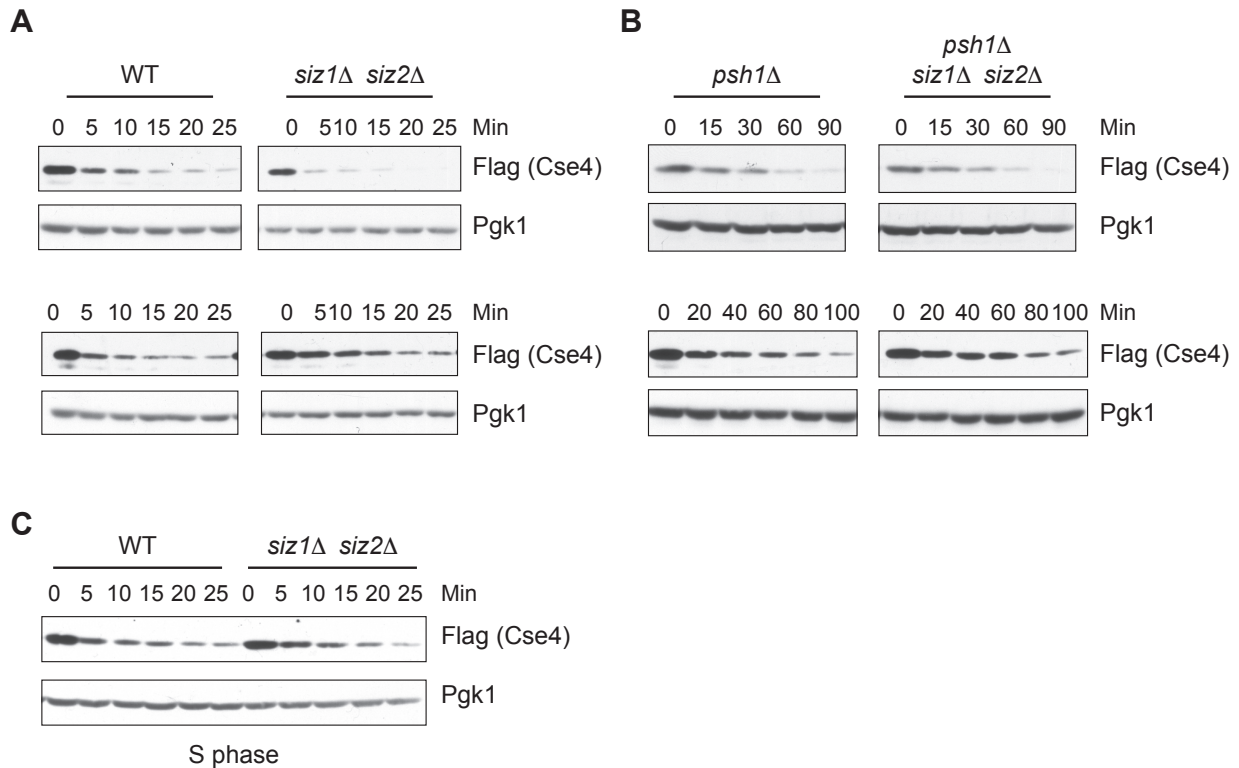 A
WT siz1Δ siz2Δ
0 5 10 15 20 25 0 510 15 20 25 Min
Flag (Cse4)
Pgk1
0 5 10 15 20 25 0 510 15 20 25 Min
Flag (Cse4)
Pgk1
B
psh1Δ
psh1Δ siz1Δ siz2Δ
0 15 30 60 90 0 15 30 60 90 Min
Flag (Cse4)
Pgk1
0 20 40 60 80 100 0 20 40 60 80 100 Min
Flag (Cse4)
Pgk1
C
WT siz1Δ siz2Δ
0 5 10 15 20 25 0 5 10 15 20 25 Min
Flag (Cse4)
Pgk1
S phase